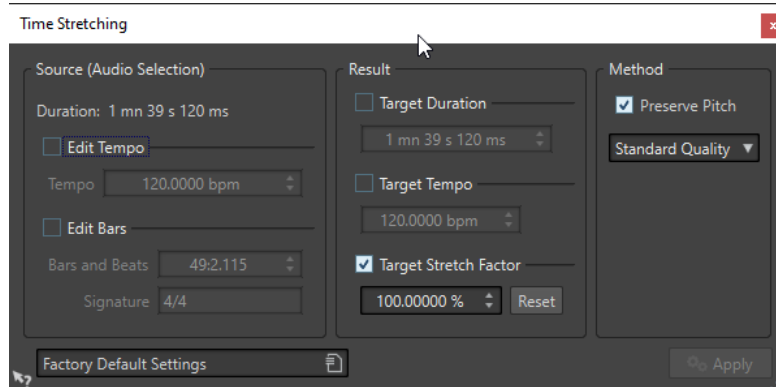 Time Stretching
x
Source (Audio Selection)
Duration: 1 mn 39 s 120 ms
Edit Tempo
Tempo 120.0000 bpm
Edit Bars
Bars and Beats 49:2.115
Signature 4/4
Result
Target Duration
1 mn 39 s 120 ms
Target Tempo
120.0000 bpm
Target Stretch Factor
100.00000 % Reset
Method
Preserve Pitch
Standard Quality
?
Factory Default Settings
Apply